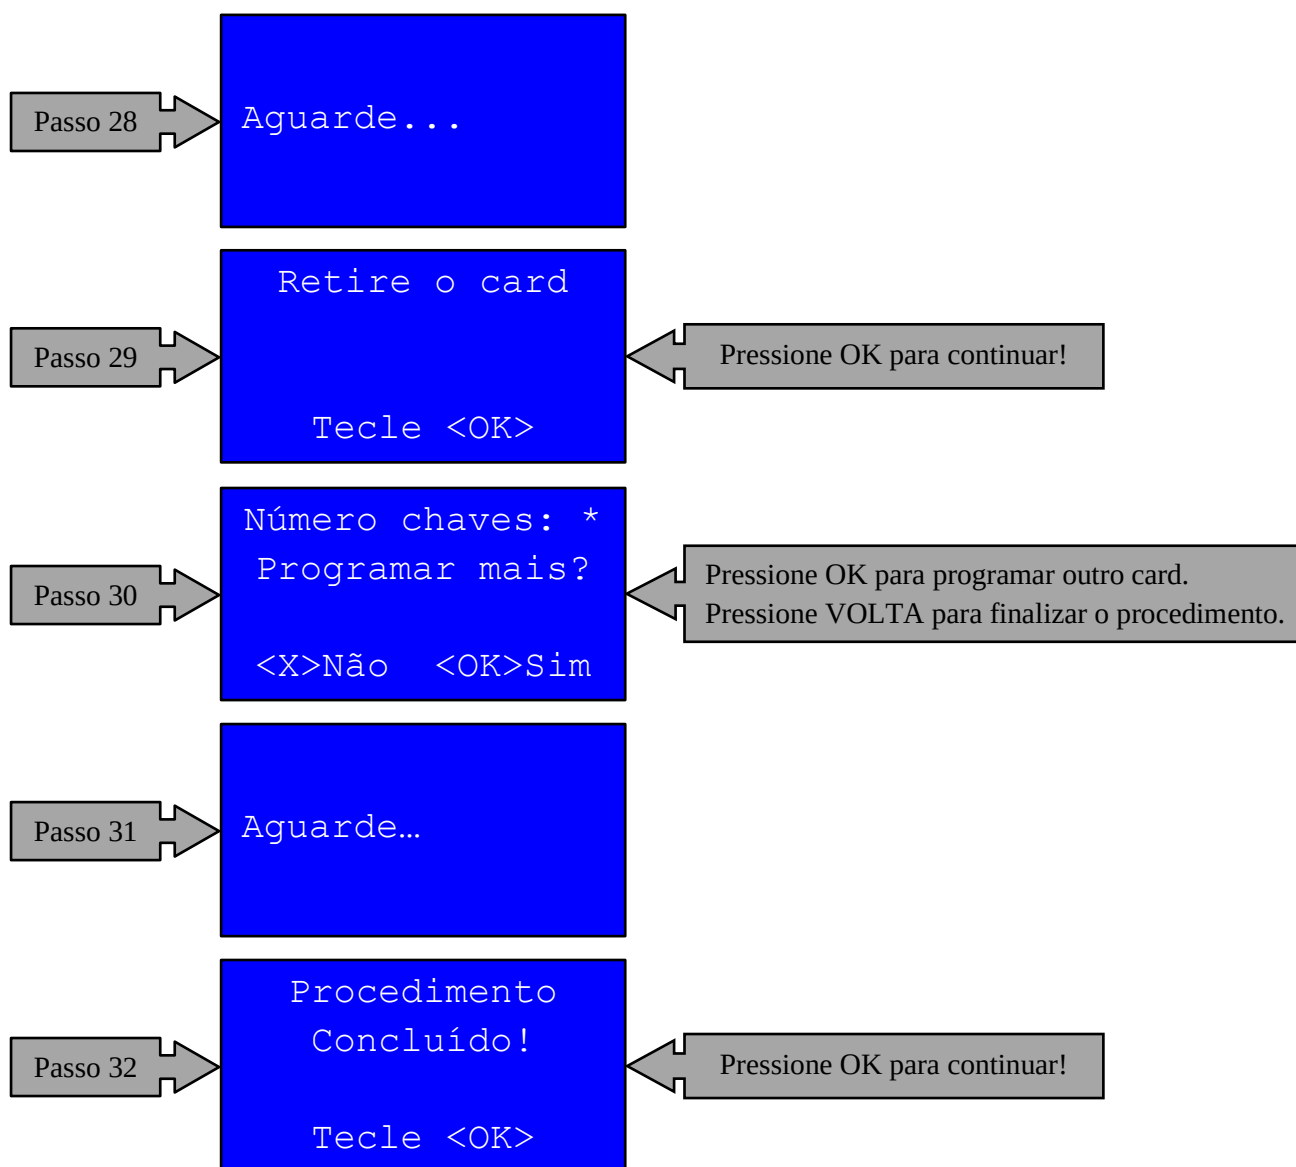 Passo 28
Aguarde...
Passo 29
Retire o card
Tecle <OK>
Pressione OK para continuar!
Passo 30
Número chaves: *
Programar mais?
<X>Não <OK>Sim
Pressione OK para programar outro card.
Pressione VOLTA para finalizar o procedimento.
Passo 31
Aguarde…
Passo 32
Procedimento
Concluído!
Tecle <OK>
Pressione OK para continuar!